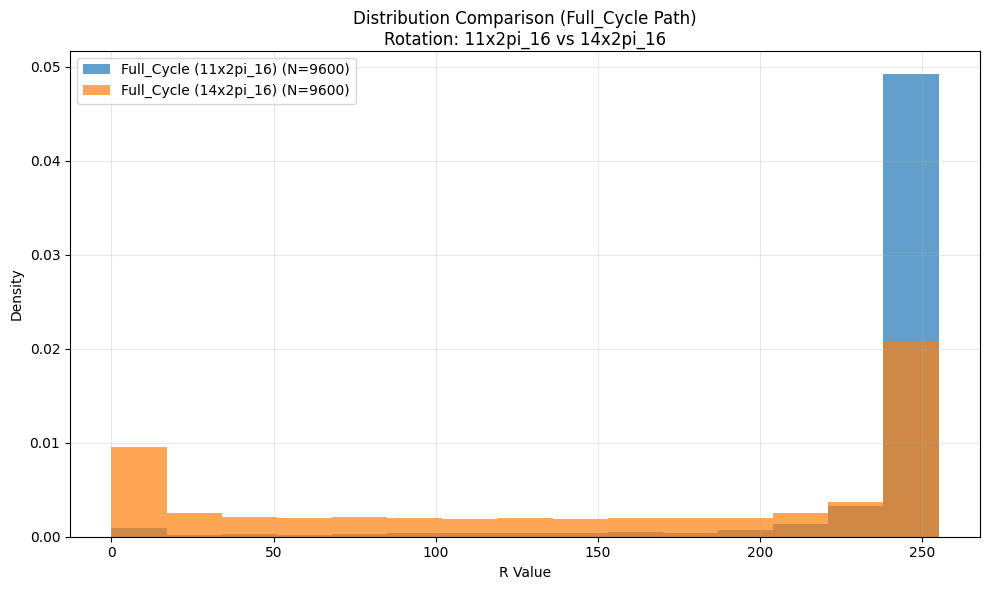 Distribution Comparison (Full_Cycle Path)
Rotation: 11x2pi_16 vs 14x2pi_16
Full_Cycle (11x2pi_16) (N=9600)
Full_Cycle (14x2pi_16) (N=9600)
Density
0.05
0.04
0.03
0.02
0.01
0.00
0 50 100 150 200 250
R Value